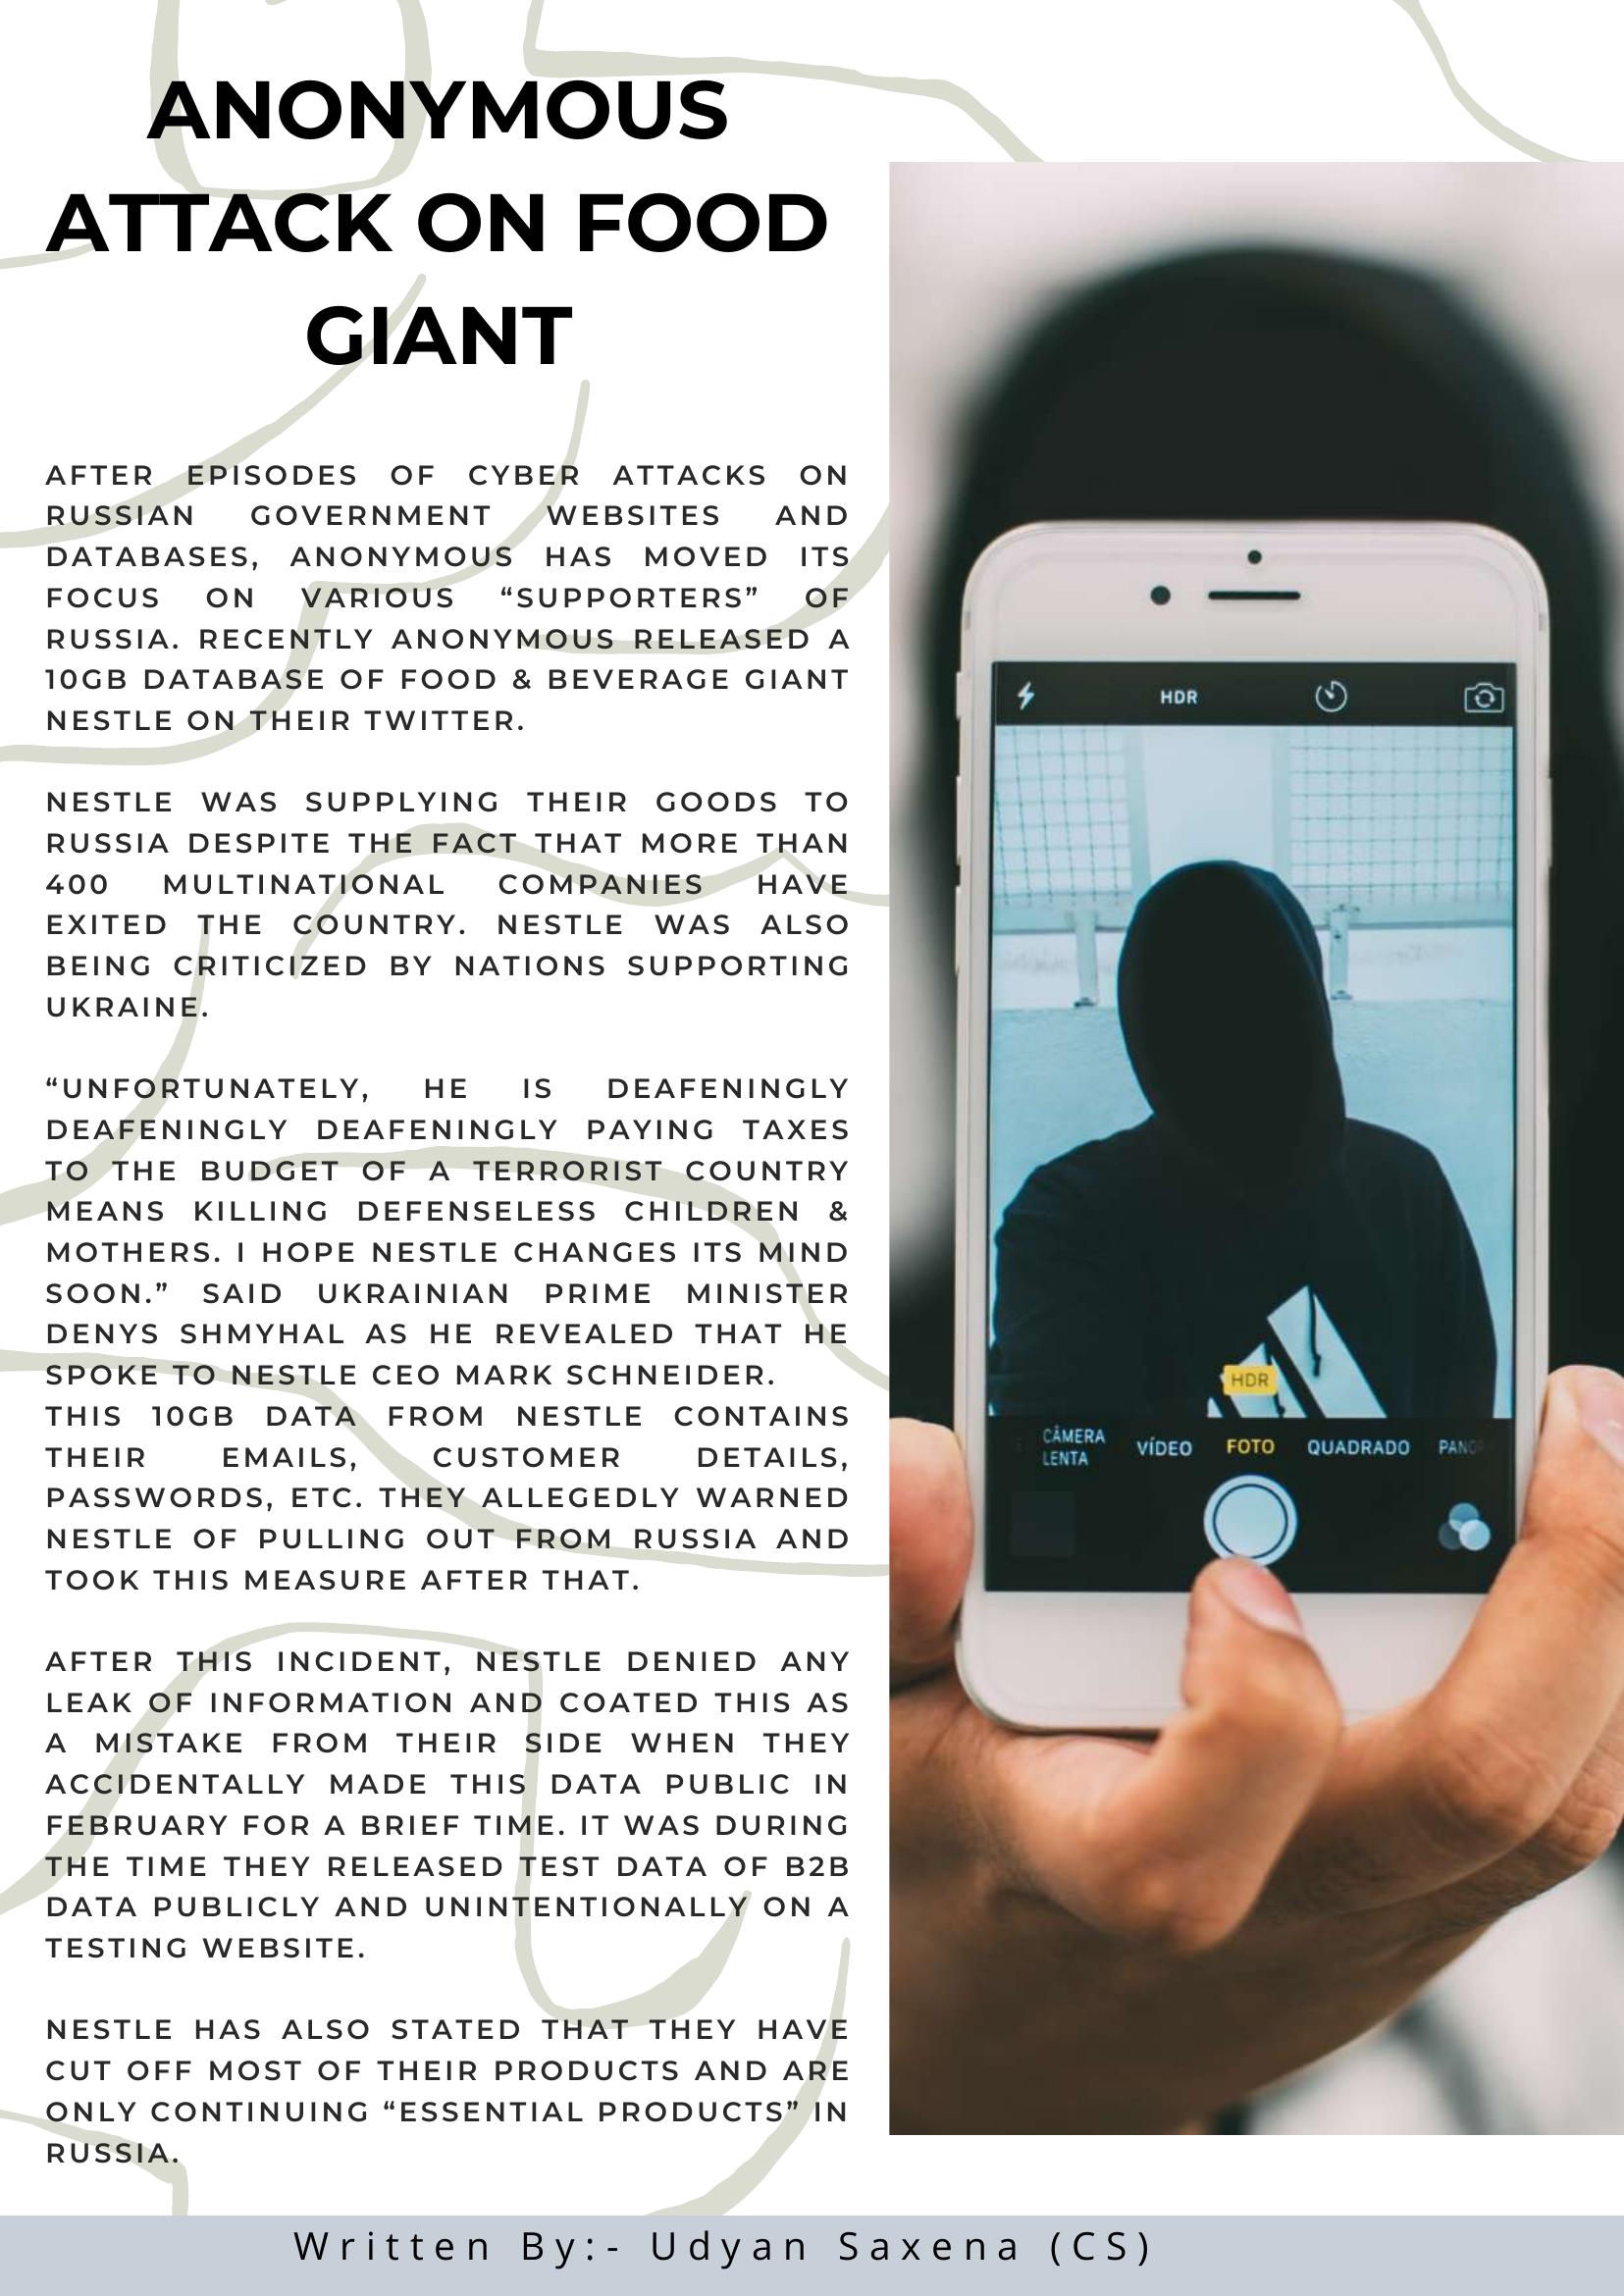 ANONYMOUS
ATTACK ON FOOD
GIANT
AFTER EPISODES OF CYBER ATTACKS ON
RUSSIAN GOVERNMENT WEBSITES AND
DATABASES, ANONYMOUS HAS MOVED ITS
FOCUS ON VARIOUS “SUPPORTERS” OF
RUSSIA. RECENTLY ANONYMOUS RELEASED A
10GB DATABASE OF FOOD & BEVERAGE GIANT
NESTLE ON THEIR TWITTER.
NESTLE WAS SUPPLYING THEIR GOODS TO
RUSSIA DESPITE THE FACT THAT MORE THAN
400 MULTINATIONAL COMPANIES HAVE
EXITED THE COUNTRY. NESTLE WAS ALSO
BEING CRITICIZED BY NATIONS SUPPORTING
UKRAINE.
“UNFORTUNATELY, HE IS DEAFENINGLY
DEAFENINGLY DEAFENINGLY PAYING TAXES
TO THE BUDGET OF A TERRORIST COUNTRY
MEANS KILLING DEFENSELESS CHILDREN &
MOTHERS. I HOPE NESTLE CHANGES ITS MIND
SOON.” SAID UKRAINIAN PRIME MINISTER
DENYS SHMYHAL AS HE REVEALED THAT HE
SPOKE TO NESTLE CEO MARK SCHNEIDER.
THIS 10GB DATA FROM NESTLE CONTAINS
THEIR EMAILS, CUSTOMER DETAILS,
PASSWORDS, ETC. THEY ALLEGEDLY WARNED
NESTLE OF PULLING OUT FROM RUSSIA AND
TOOK THIS MEASURE AFTER THAT.
AFTER THIS INCIDENT, NESTLE DENIED ANY
LEAK OF INFORMATION AND COATED THIS AS
A MISTAKE FROM THEIR SIDE WHEN THEY
ACCIDENTALLY MADE THIS DATA PUBLIC IN
FEBRUARY FOR A BRIEF TIME. IT WAS DURING
THE TIME THEY RELEASED TEST DATA OF B2B
DATA PUBLICLY AND UNINTENTIONALLY ON A
TESTING WEBSITE.
NESTLE HAS ALSO STATED THAT THEY HAVE
CUT OFF MOST OF THEIR PRODUCTS AND ARE
ONLY CONTINUING “ESSENTIAL PRODUCTS” IN
RUSSIA.
HDR
HDR
CÂMERA
LENTA
VÍDEO FOTO QUADRADO
Written By:- Udyan Saxena (CS)